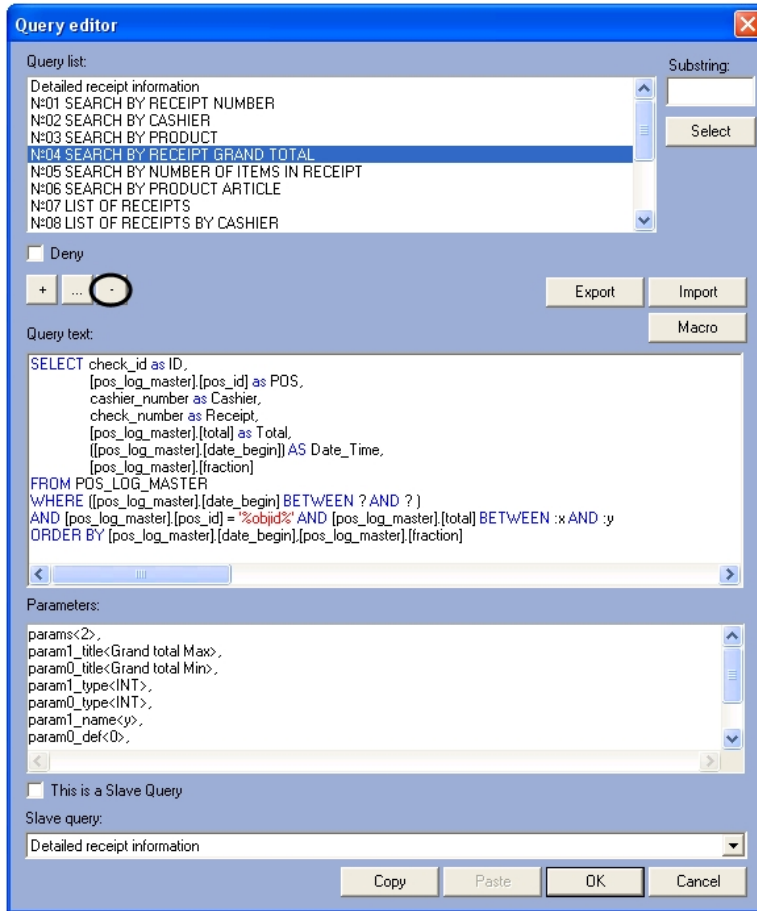 Query editor
Query list:
Substring:
Detailed receipt information
№01 SEARCH BY RECEIPT NUMBER
№02 SEARCH BY CASHIER
№03 SEARCH BY PRODUCT
№04 SEARCH BY RECEIPT GRAND TOTAL
№05 SEARCH BY NUMBER OF ITEMS IN RECEIPT
№06 SEARCH BY PRODUCT ARTICLE
№07 LIST OF RECEIPTS
№08 LIST OF RECEIPTS BY CASHIER
Select
Deny
+ ... -
Export Import
Macro
Query text:
SELECT check_id as ID,
[pos_log_master].[pos_id] as POS,
cashier_number as Cashier,
check_number as Receipt,
[pos_log_master].[total] as Total,
([pos_log_master].[date_begin]) AS Date_Time,
[pos_log_master].[fraction]
FROM POS_LOG_MASTER
WHERE ([pos_log_master].[date_begin] BETWEEN ? AND ? )
AND [pos_log_master].[pos_id] = '%objid%' AND [pos_log_master].[total] BETWEEN :x AND :y
ORDER BY [pos_log_master].[date_begin],[pos_log_master].[fraction]
Parameters:
params<2>,
param1_title<Grand total Max>,
param0_title<Grand total Min>,
param1_type<INT>,
param0_type<INT>,
param1_name<y>,
param0_def<0>,
This is a Slave Query
Slave query:
Detailed receipt information
Copy Paste OK Cancel